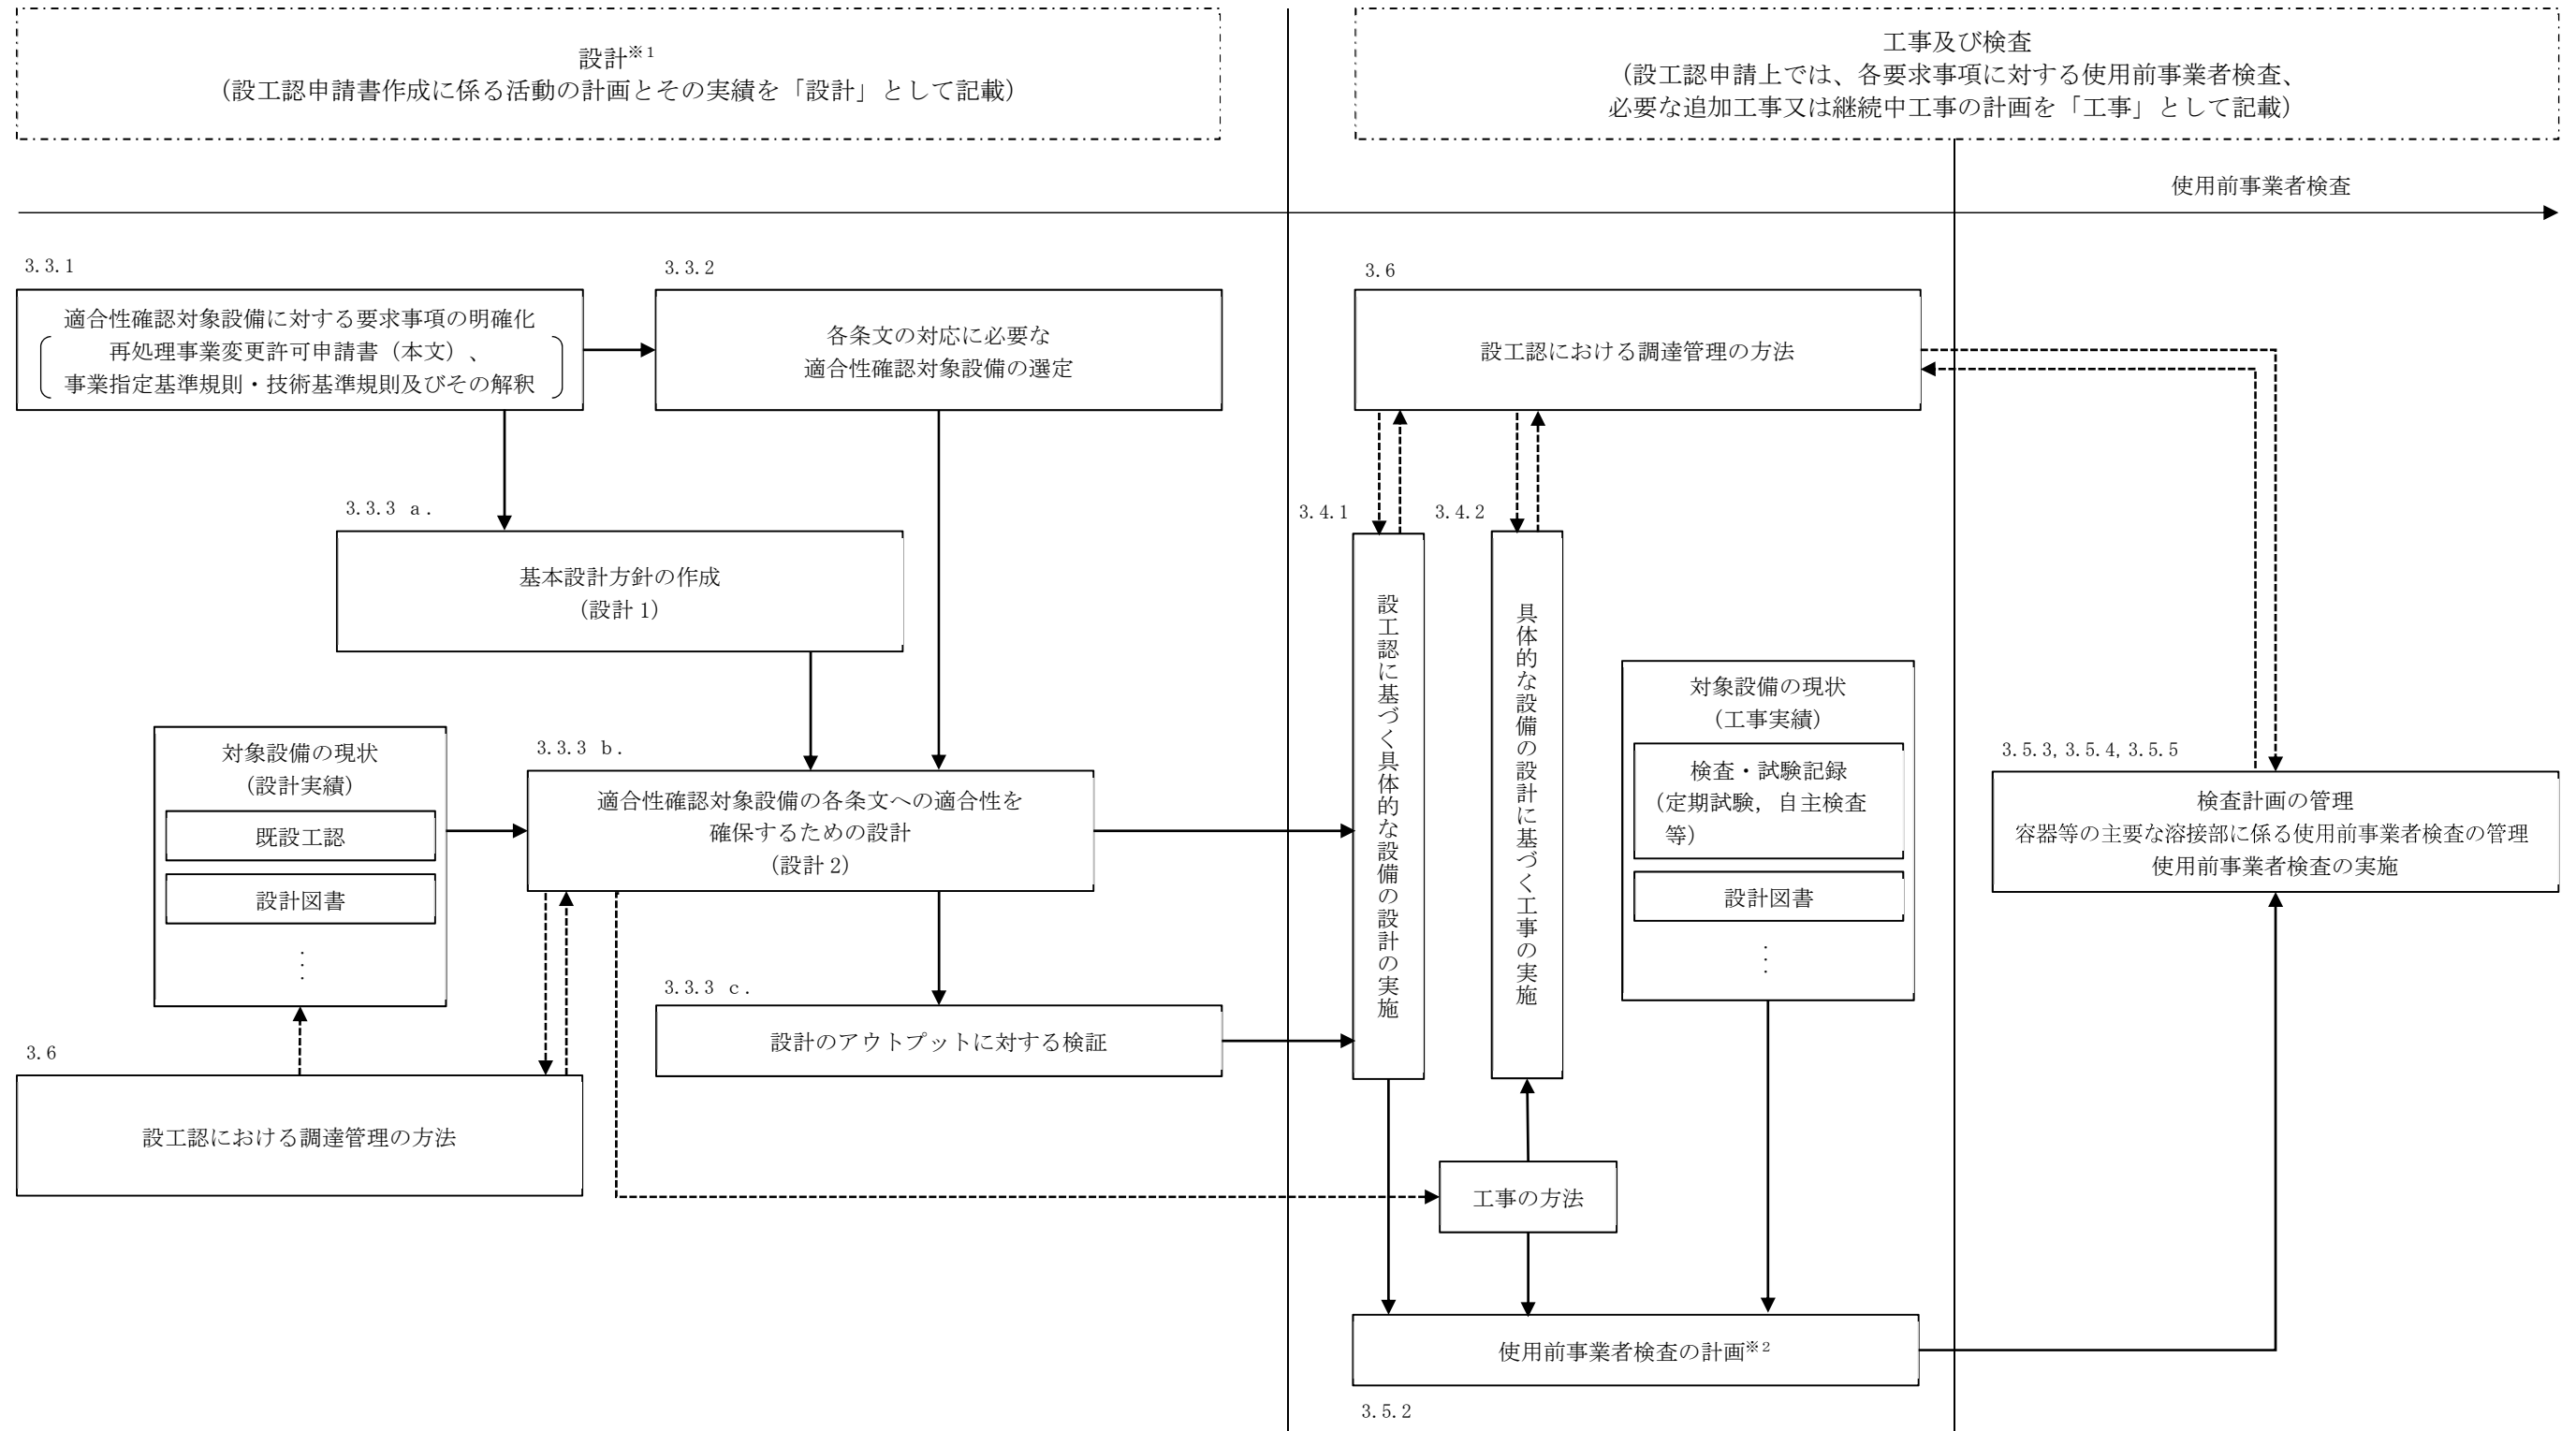 設計※1
（設工認申請書作成に係る活動の計画とその実績を「設計」として記載）
工事及び検査
（設工認申請上では、各要求事項に対する使用前事業者検査、
必要な追加工事又は継続中工事の計画を「工事」として記載）
使用前事業者検査
3.3.1
適合性確認対象設備に対する要求事項の明確化
再処理事業変更許可申請書（本文）、
事業指定基準規則・技術基準規則及びその解釈
3.3.2
各条文の対応に必要な
適合性確認対象設備の選定
3.6
設工認における調達管理の方法
3.3.3 a.
基本設計方針の作成
（設計1）
3.4.1
設工認に基づく具体的な設備の設計の実施
3.4.2
具体的な設備の設計に基づく工事の実施
対象設備の現状
（工事実績）
検査・試験記録
（定期試験，自主検査
等）
設計図書
⋮
対象設備の現状
（設計実績）
既設工認
設計図書
⋮
3.3.3 b.
適合性確認対象設備の各条文への適合性を
確保するための設計
（設計2）
3.5.3, 3.5.4, 3.5.5
検査計画の管理
容器等の主要な溶接部に係る使用前事業者検査の管理
使用前事業者検査の実施
3.3.3 c.
設計のアウトプットに対する検証
3.6
設工認における調達管理の方法
工事の方法
使用前事業者検査の計画※2
3.5.2